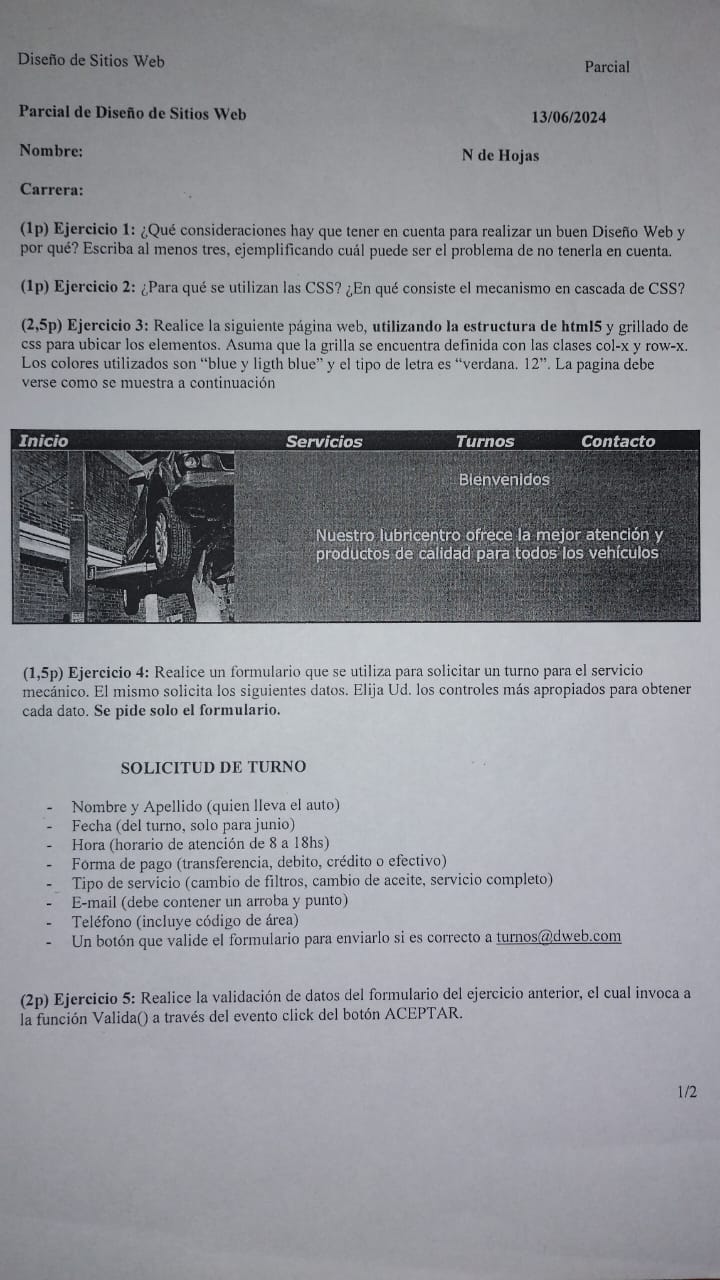 Diseño de Sitios Web
Parcial
Parcial de Diseño de Sitios Web
13/06/2024
Nombre:
N de Hojas
Carrera:
(1p) Ejercicio 1: ¿Qué consideraciones hay que tener en cuenta para realizar un buen Diseño Web y
por qué? Escriba al menos tres, ejemplificando cuál puede ser el problema de no tenerla en cuenta.
(1p) Ejercicio 2: ¿Para qué se utilizan las CSS? ¿En qué consiste el mecanismo en cascada de CSS?
(2,5p) Ejercicio 3: Realice la siguiente página web, utilizando la estructura de html5 y grillado de
css para ubicar los elementos. Asuma que la grilla se encuentra definida con las clases col-x y row-x.
Los colores utilizados son “blue y ligth blue” y el tipo de letra es “verdana. 12”. La pagina debe
verse como se muestra a continuación
Inicio Servicios Turnos Contacto
Bienvenidos
Nuestro lubricentro ofrece la mejor atención y
productos de calidad para todos los vehículos
(1,5p) Ejercicio 4: Realice un formulario que se utiliza para solicitar un turno para el servicio
mecánico. El mismo solicita los siguientes datos. Elija Ud. los controles más apropiados para obtener
cada dato. Se pide solo el formulario.
SOLICITUD DE TURNO
- Nombre y Apellido (quien lleva el auto)
- Fecha (del turno, solo para junio)
- Hora (horario de atención de 8 a 18hs)
- Forma de pago (transferencia, debito, crédito o efectivo)
- Tipo de servicio (cambio de filtros, cambio de aceite, servicio completo)
- E-mail (debe contener un arroba y punto)
- Teléfono (incluye código de área)
- Un botón que valide el formulario para enviarlo si es correcto a turnos@dweb.com
(2p) Ejercicio 5: Realice la validación de datos del formulario del ejercicio anterior, el cual invoca a
la función Valida() a través del evento click del botón ACEPTAR.
1/2